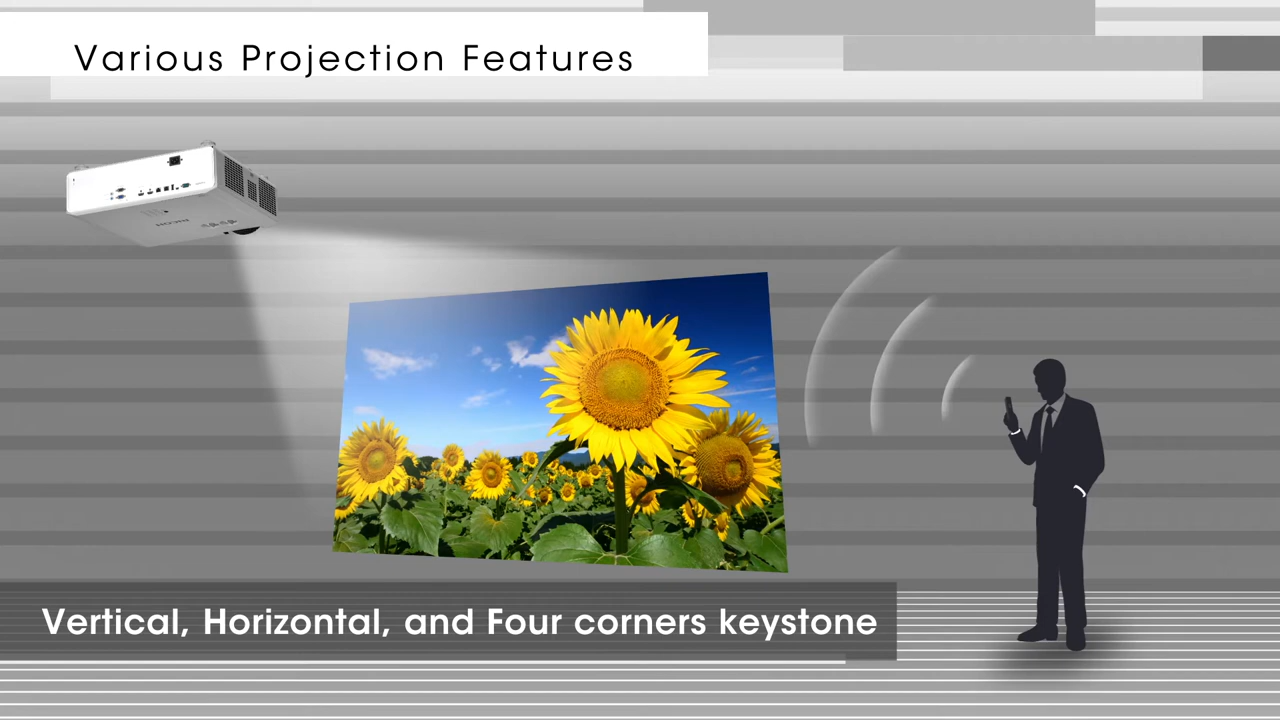 Various Projection Features
Vertical, Horizontal, and Four corners keystone